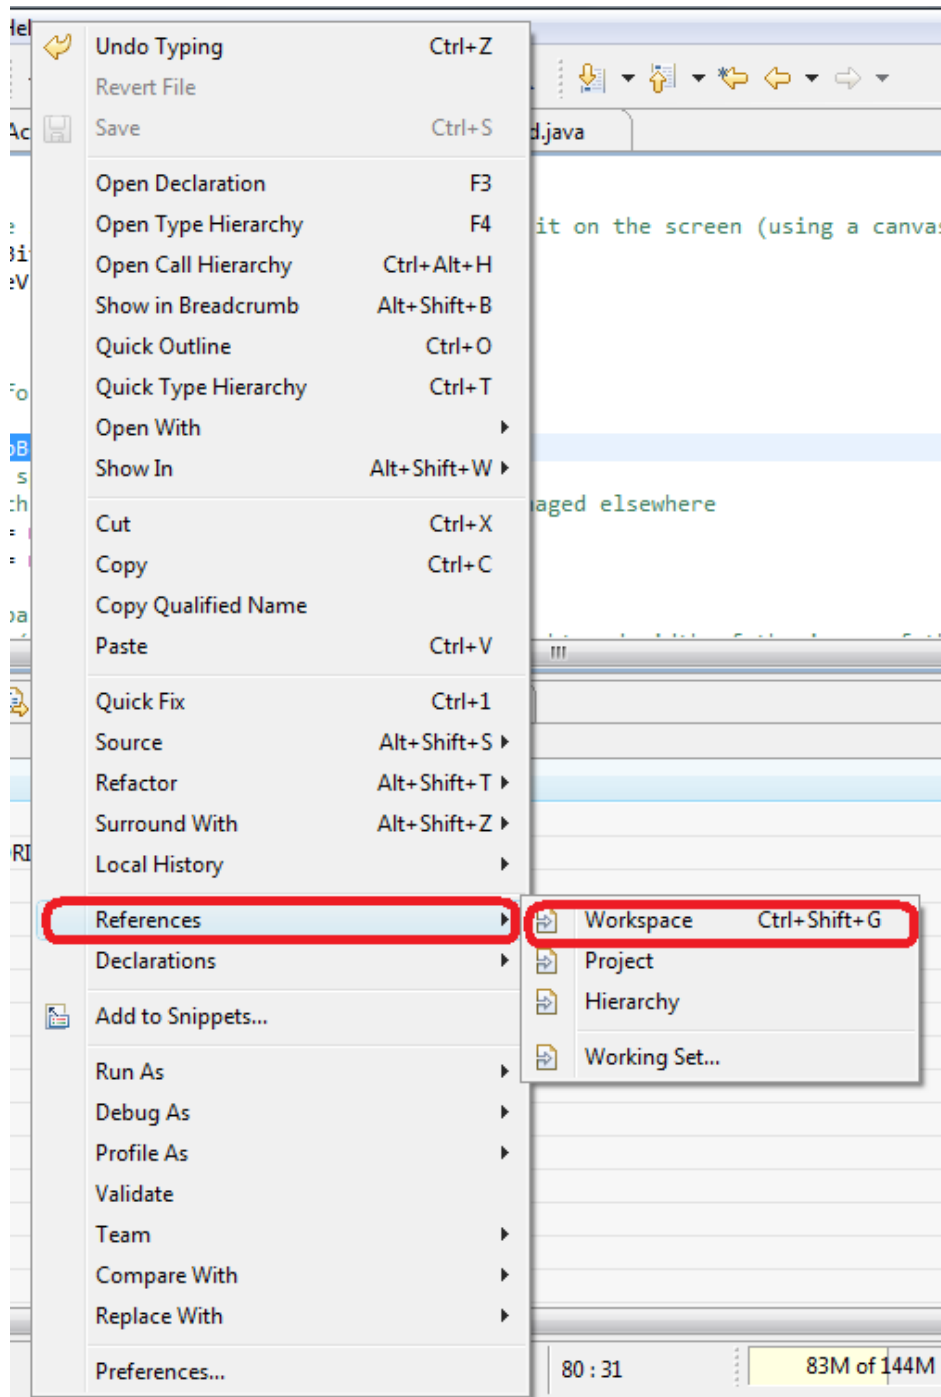 Undo Typing Ctrl+Z
Revert File
Save Ctrl+S
d.java
Open Declaration F3
Open Type Hierarchy F4
it on the screen (using a canvas
Open Call Hierarchy Ctrl+Alt+H
Show in Breadcrumb Alt+Shift+B
Quick Outline Ctrl+O
Quick Type Hierarchy Ctrl+T
Open With
Show In Alt+Shift+W
aged elsewhere
Cut Ctrl+X
Copy Ctrl+C
Copy Qualified Name
Paste Ctrl+V
Quick Fix Ctrl+1
Source Alt+Shift+S
Refactor Alt+Shift+T
Surround With Alt+Shift+Z
Local History
References
Workspace Ctrl+Shift+G
Declarations
Project
Hierarchy
Add to Snippets...
Working Set...
Run As
Debug As
Profile As
Validate
Team
Compare With
Replace With
Preferences...
80 : 31
83M of 144M